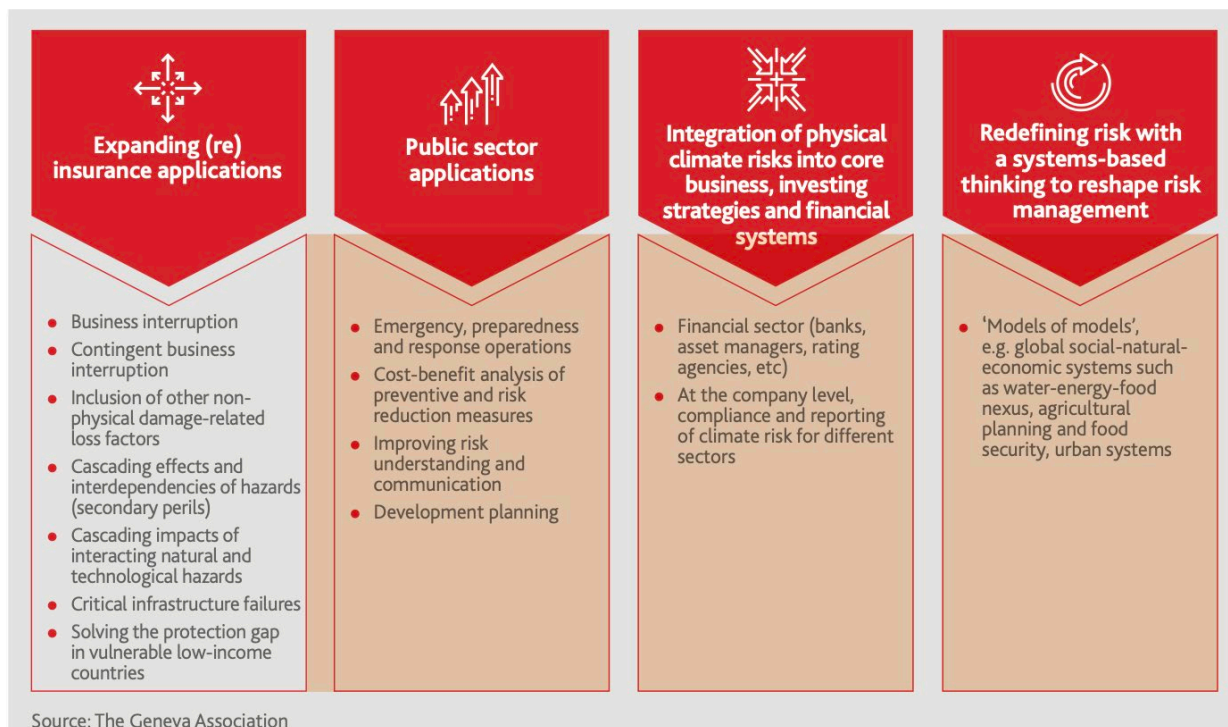 Expanding (re)
insurance applications
• Business interruption
• Contingent business
interruption
• Inclusion of other non-
physical damage-related
loss factors
• Cascading effects and
interdependencies of hazards
(secondary perils)
• Cascading impacts of
interacting natural and
technological hazards
• Critical infrastructure failures
• Solving the protection gap
in vulnerable low-income
countries
Public sector
applications
• Emergency, preparedness
and response operations
• Cost-benefit analysis of
preventive and risk
reduction measures
• Improving risk
understanding and
communication
• Development planning
Integration of physical
climate risks into core
business, investing
strategies and financial
systems
• Financial sector (banks,
asset managers, rating
agencies, etc)
• At the company level,
compliance and reporting
of climate risk for different
sectors
Redefining risk with
a systems-based
thinking to reshape risk
management
• ‘Models of models’,
e.g. global social-natural-
economic systems such
as water-energy-food
nexus, agricultural
planning and food
security, urban systems
Source: The Geneva Association